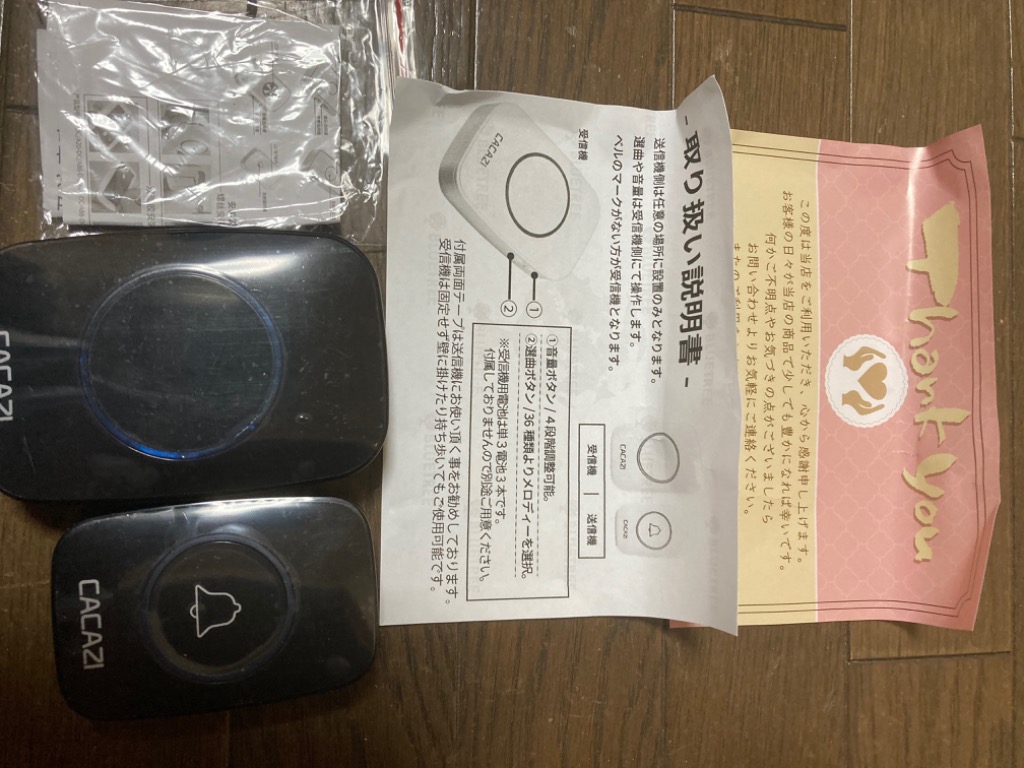 Thank you
この度は当店をご利用いただき、心から感謝申し上げます。
お客様の日々が当店の商品で少しでも豊かになれば幸いです。
何かご不明点やお気づきの点がございましたら
お問い合わせよりお気軽にご連絡ください。
- 取り扱い説明書 -
送信機側は任意の場所に設置のみとなります。
選曲や音量は受信機側にて操作します。
ベルのマークがない方が受信機となります。
受信機
CACAZI
①
②
CACAZI
CACAZI
受信機 | 送信機
①音量ボタン / 4段階調整可能。
②選曲ボタン / 36種類よりメロディーを選択。
※受信機用電池は単3電池3本です。
付属しておりませんので別途ご用意ください。
付属両面テープは送信機にお使い頂く事をお勧めしております。
受信機は固定せず壁に掛けたり持ち歩いてもご使用可能です。
CACAZI
CACAZI